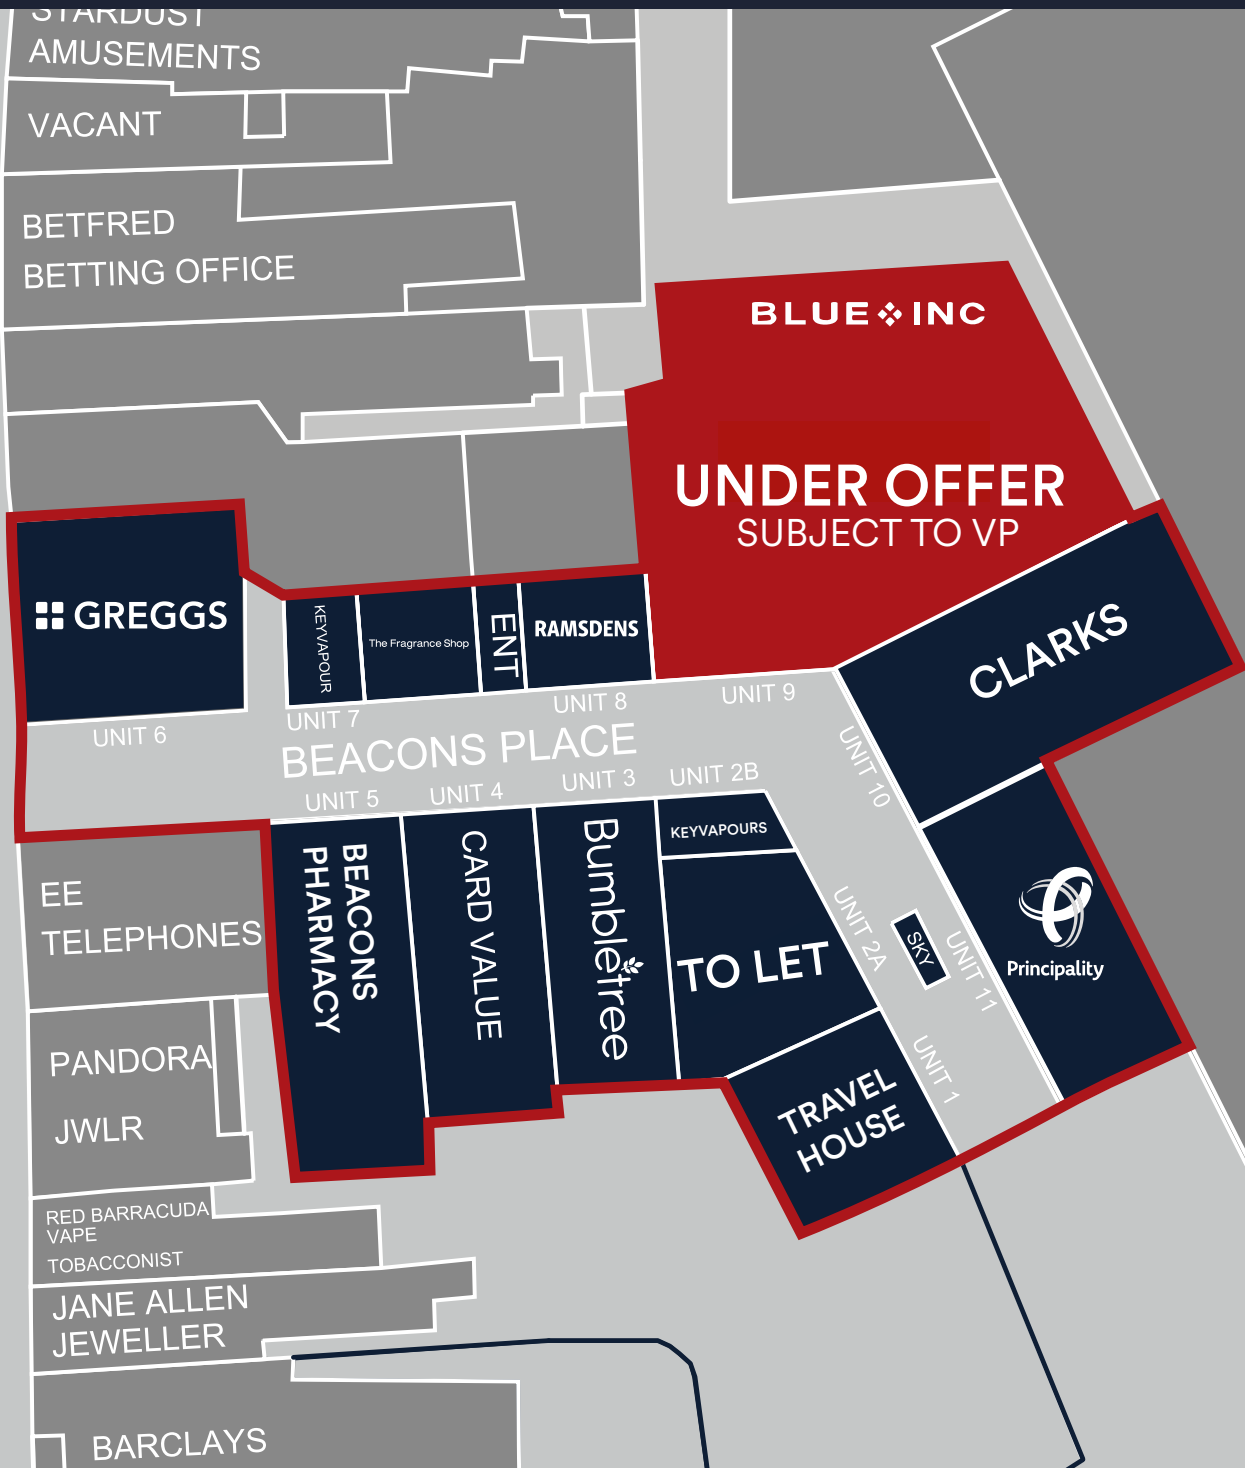 STARDUST
AMUSEMENTS
VACANT
BETFRED
BETTING OFFICE
BLUE INC
UNDER OFFER
SUBJECT TO VP
GREGGS
KEYVAPOUR
The Fragrance Shop
ENT
RAMSDENS
CLARKS
UNIT 6
UNIT 7
UNIT 8
UNIT 9
BEACONS PLACE
UNIT 10
UNIT 5
UNIT 4
UNIT 3
UNIT 2B
BEACONS
PHARMACY
CARD VALUE
Bumbletree
KEYVAPOURS
TO LET
UNIT 2A
SKY
UNIT 11
Principality
UNIT 1
TRAVEL
HOUSE
EE
TELEPHONES
PANDORA
JWLR
RED BARRACUDA
VAPE
TOBACCONIST
JANE ALLEN
JEWELLER
BARCLAYS